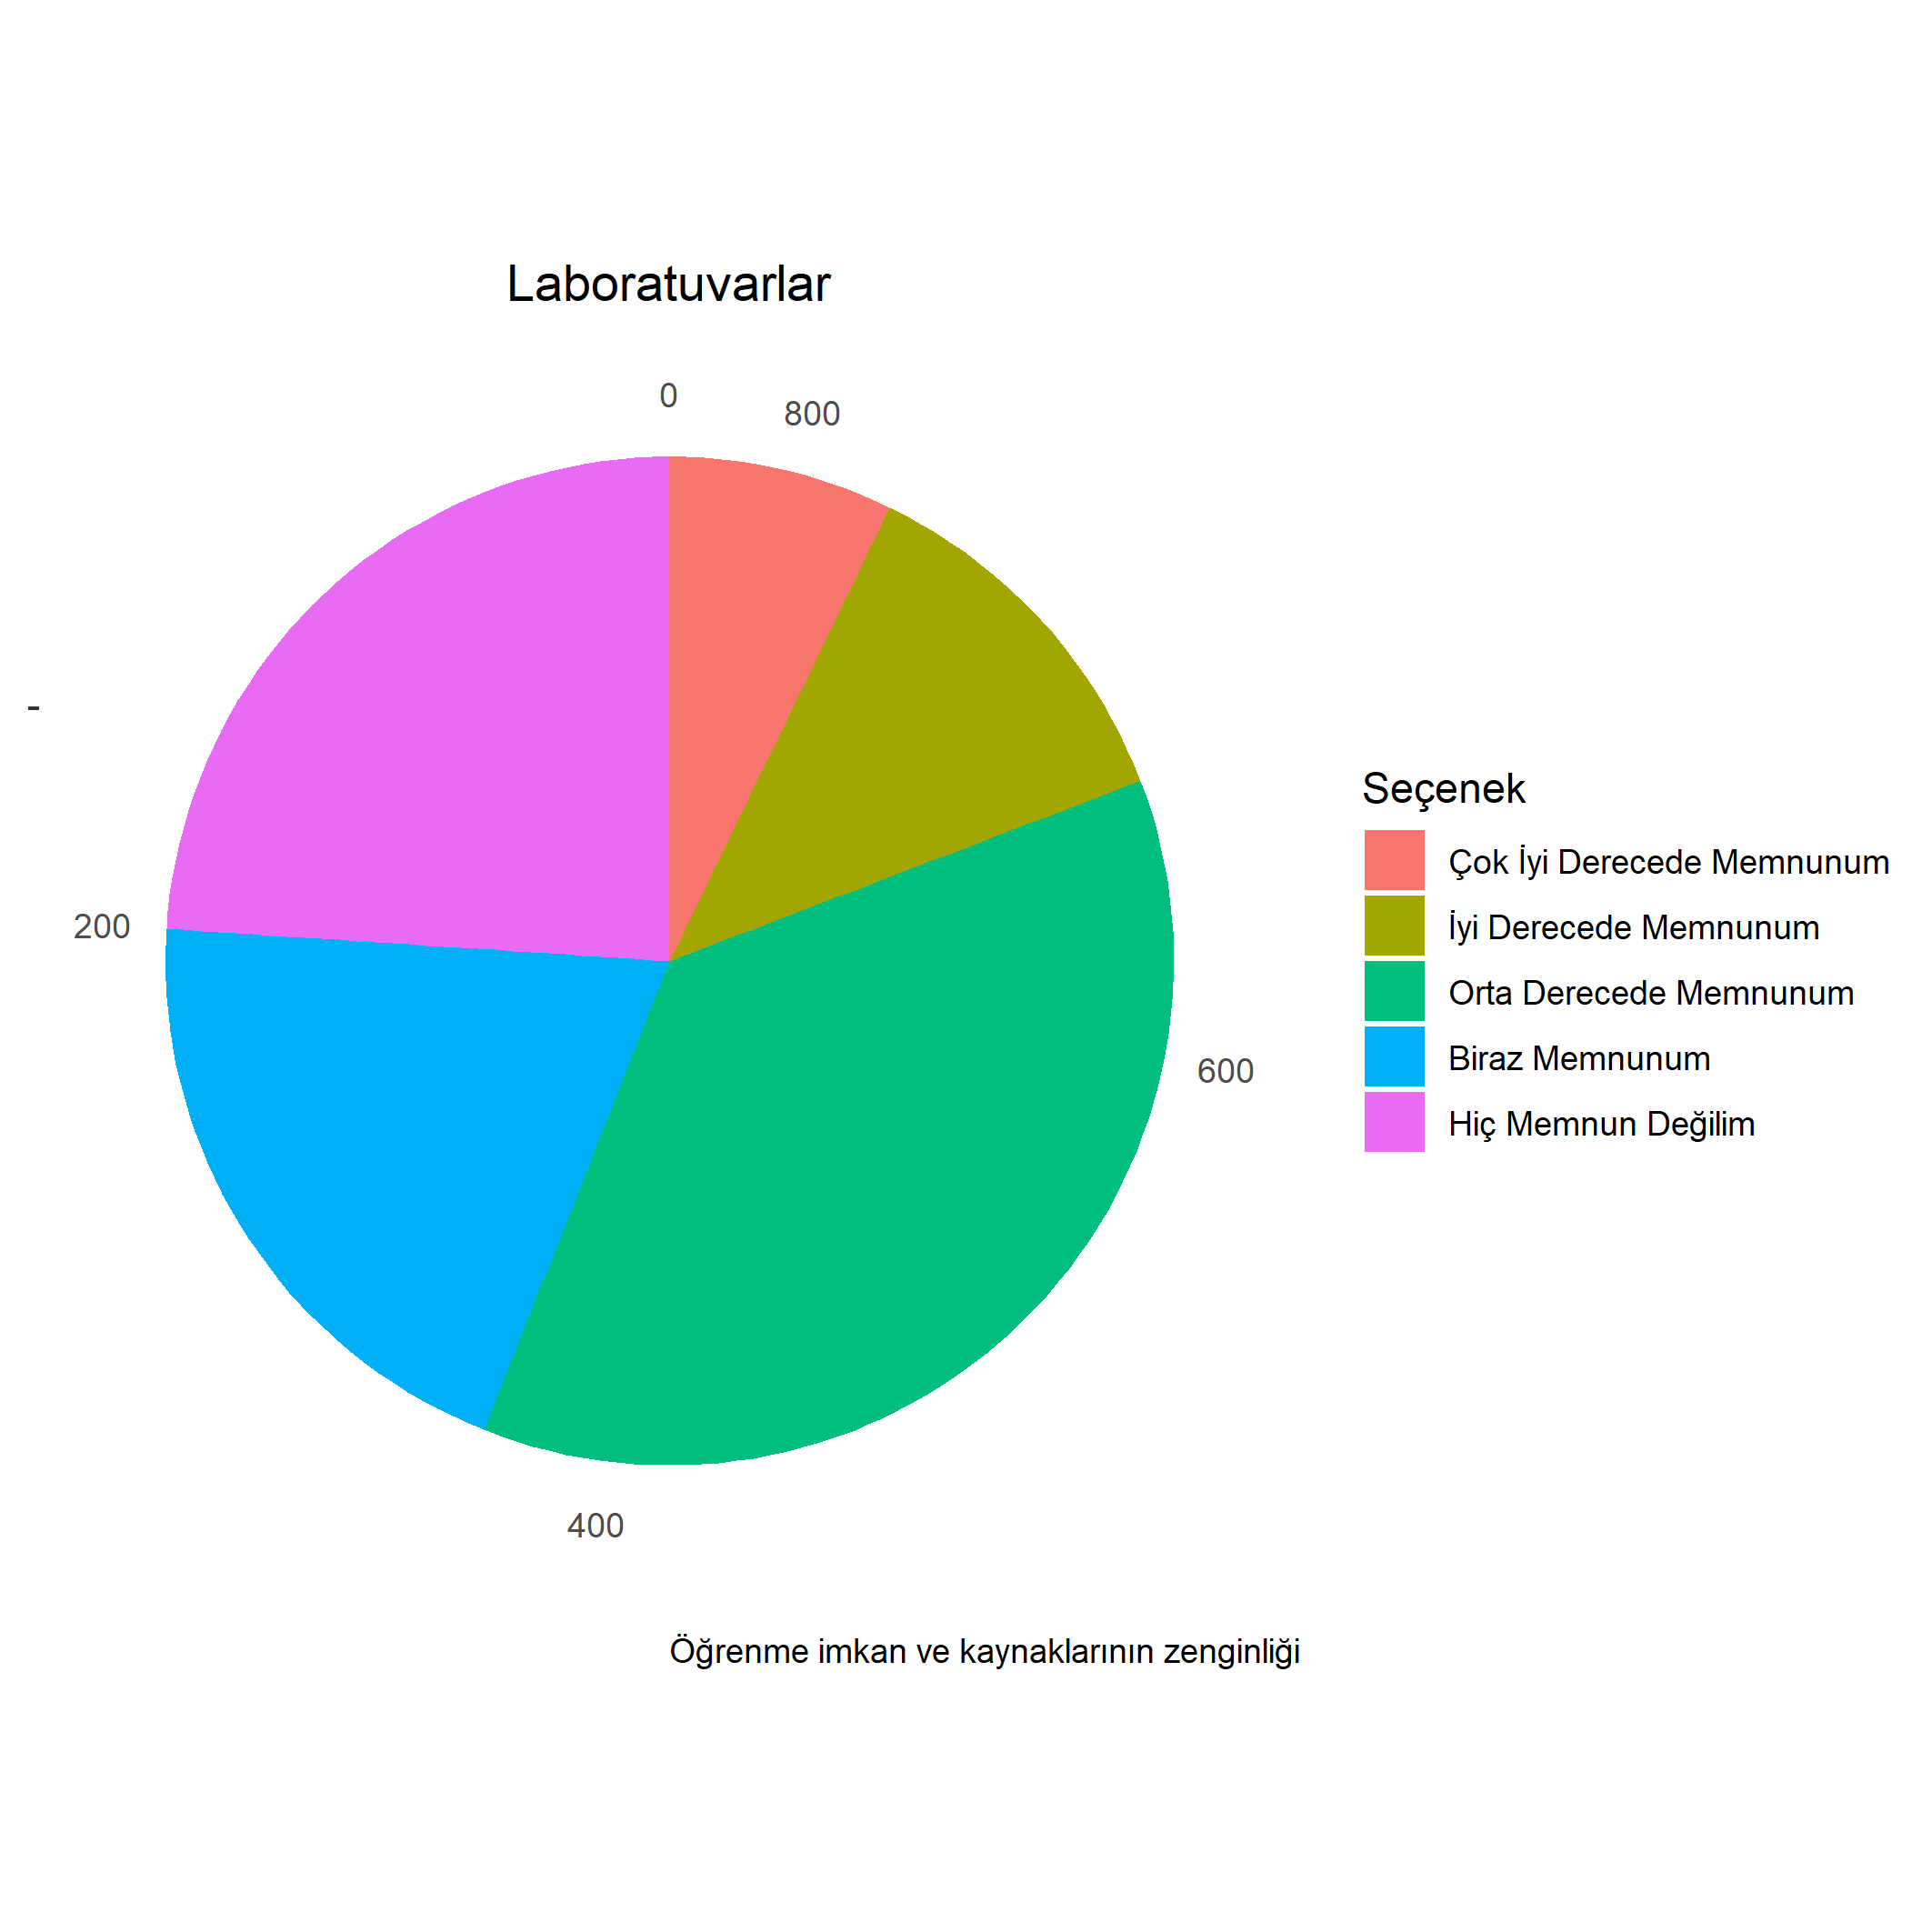 Laboratuvarlar
0
800
-
200
600
400
Seçenek
Çok İyi Derecede Memnunum
İyi Derecede Memnunum
Orta Derecede Memnunum
Biraz Memnunum
Hiç Memnun Değilim
Öğrenme imkan ve kaynaklarının zenginliği